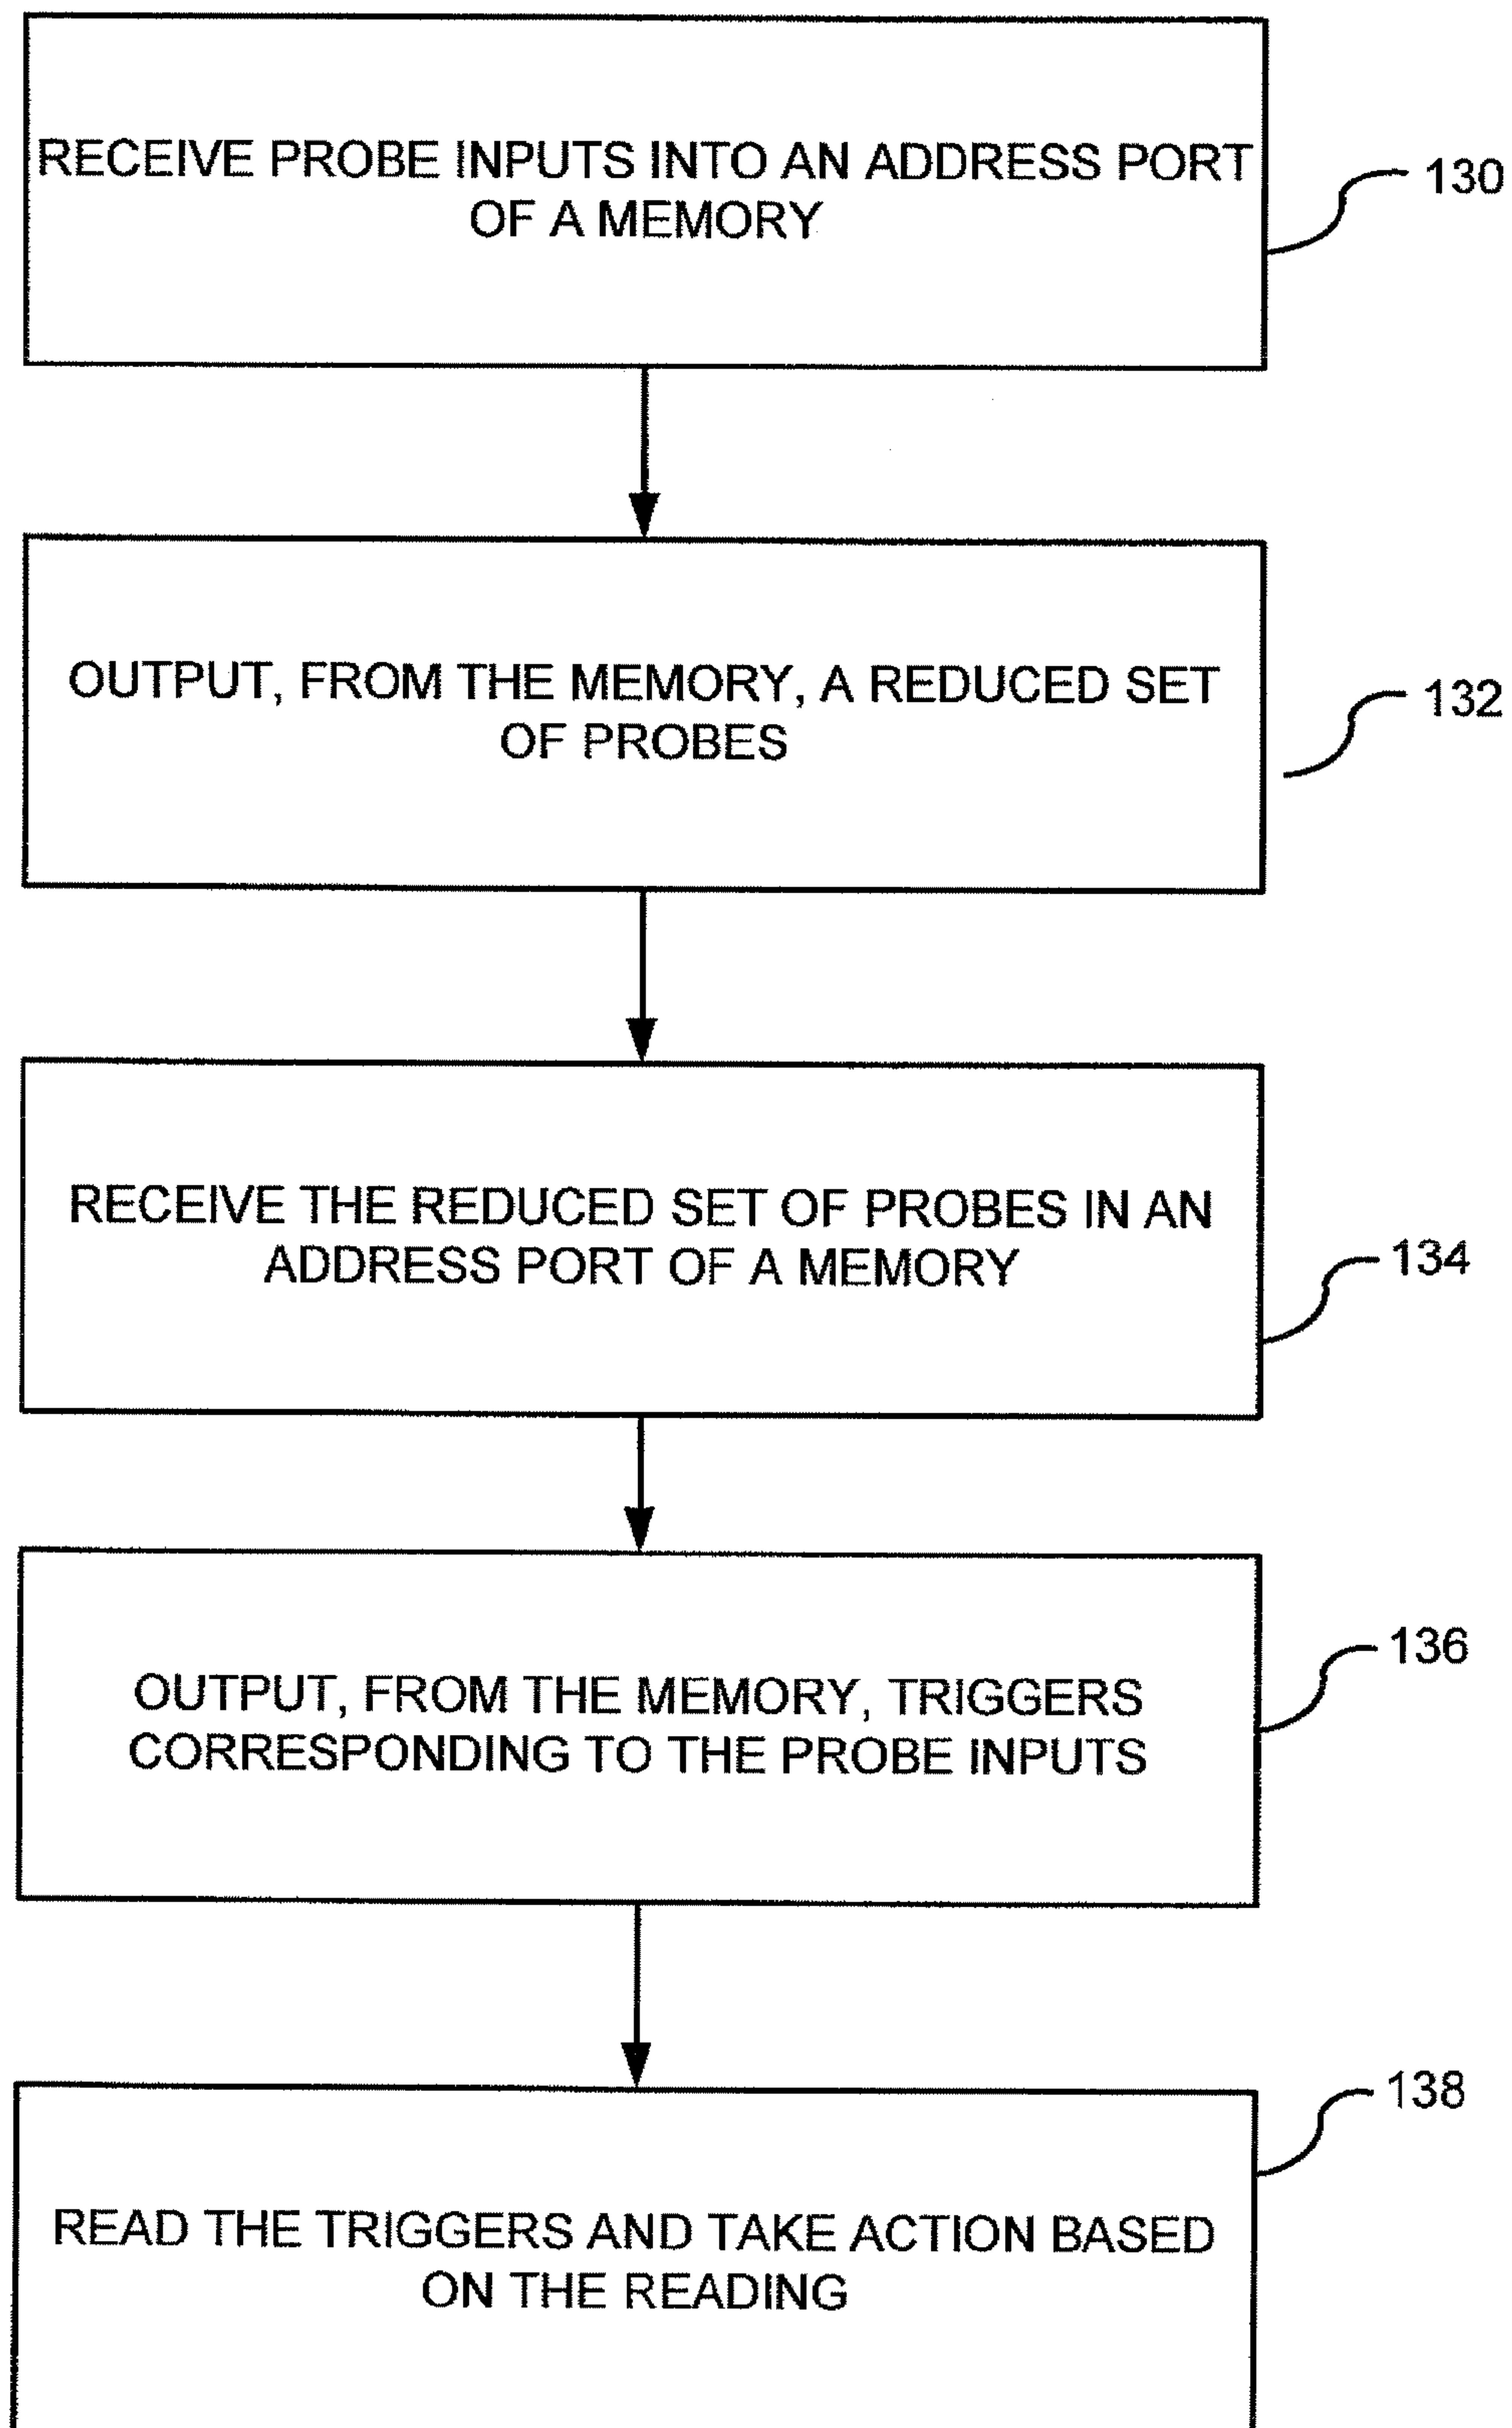 RECEIVE PROBE INPUTS INTO AN ADDRESS PORT
OF A MEMORY
130
OUTPUT, FROM THE MEMORY, A REDUCED SET
OF PROBES
132
RECEIVE THE REDUCED SET OF PROBES IN AN
ADDRESS PORT OF A MEMORY
134
OUTPUT, FROM THE MEMORY, TRIGGERS
CORRESPONDING TO THE PROBE INPUTS
136
READ THE TRIGGERS AND TAKE ACTION BASED
ON THE READING
138